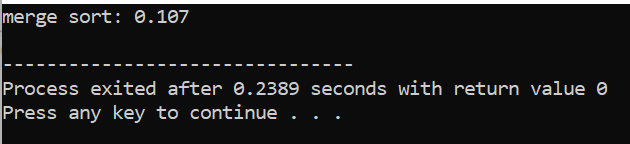 merge sort: 0.107
--------------------------------
Process exited after 0.2389 seconds with return value 0
Press any key to continue . . .